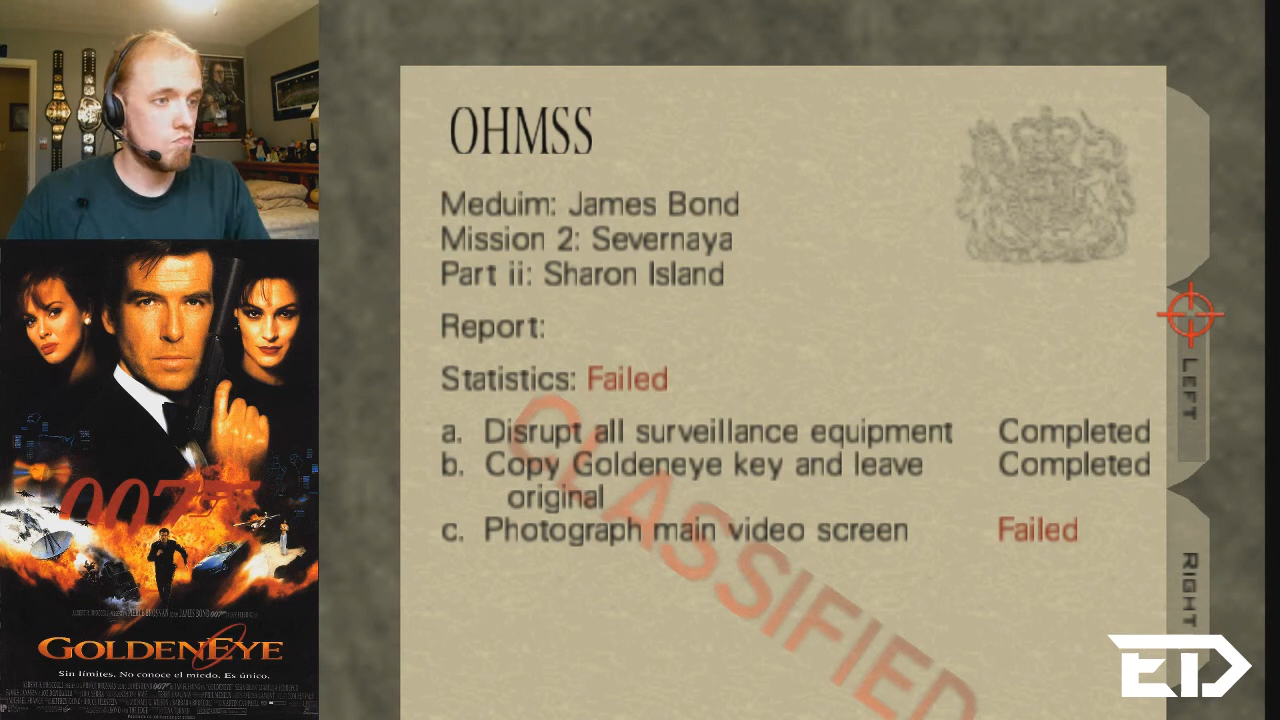 OHMSS
Meduim: James Bond
Mission 2: Severnaya
Part ii: Sharon Island
Report:
Statistics: Failed
a. Disrupt all surveillance equipment Completed
b. Copy Goldeneye key and leave Completed
original
c. Photograph main video screen Failed
CLASSIFIED
LEFT
RIGHT
007
GOLDENEYE
Sin límites. No conoce el miedo. Es único.